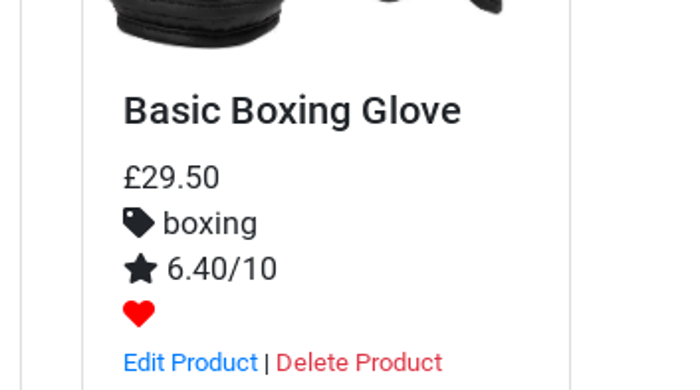 Basic Boxing Glove
£29.50
boxing
6.40/10
Edit Product | Delete Product